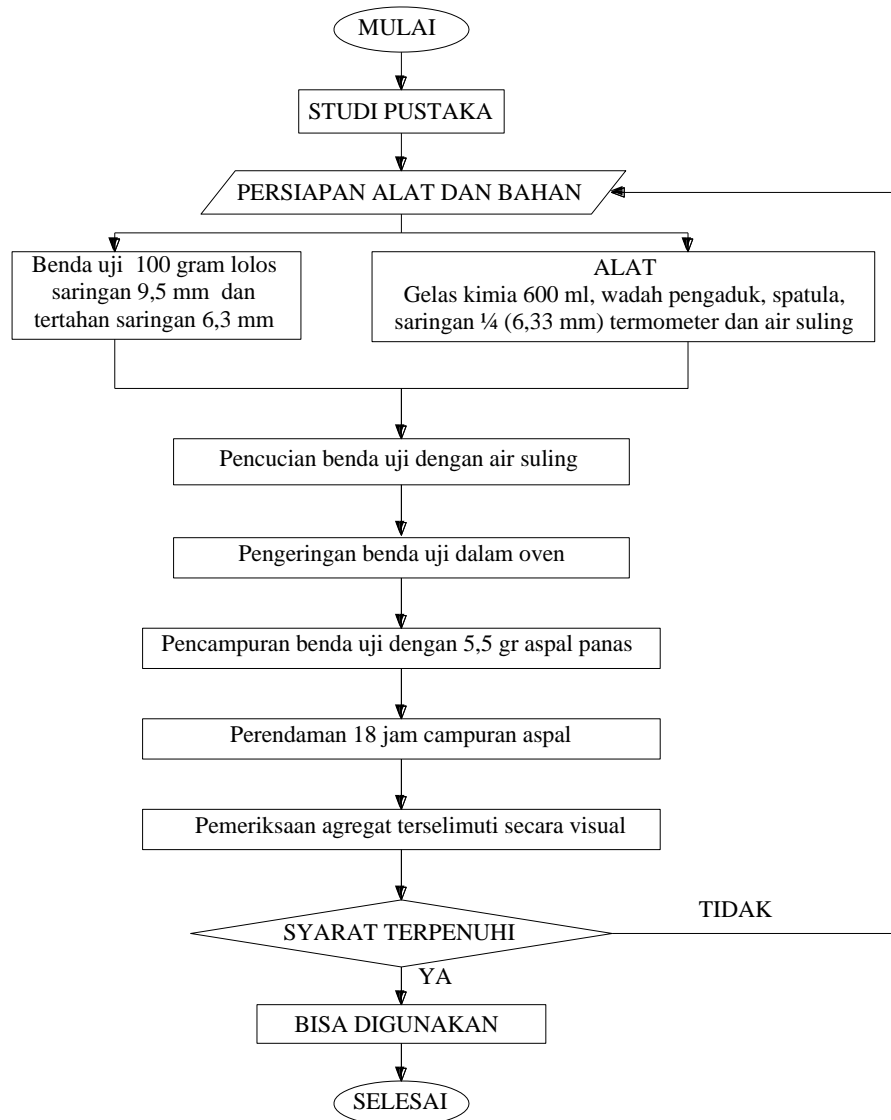 MULAI
STUDI PUSTAKA
PERSIAPAN ALAT DAN BAHAN
Benda uji 100 gram lolos
saringan 9,5 mm dan
tertahan saringan 6,3 mm
ALAT
Gelas kimia 600 ml, wadah pengaduk, spatula,
saringan ¼ (6,33 mm) termometer dan air suling
Pencucian benda uji dengan air suling
Pengeringan benda uji dalam oven
Pencampuran benda uji dengan 5,5 gr aspal panas
Perendaman 18 jam campuran aspal
Pemeriksaan agregat terselimuti secara visual
SYARAT TERPENUHI
TIDAK
YA
BISA DIGUNAKAN
SELESAI